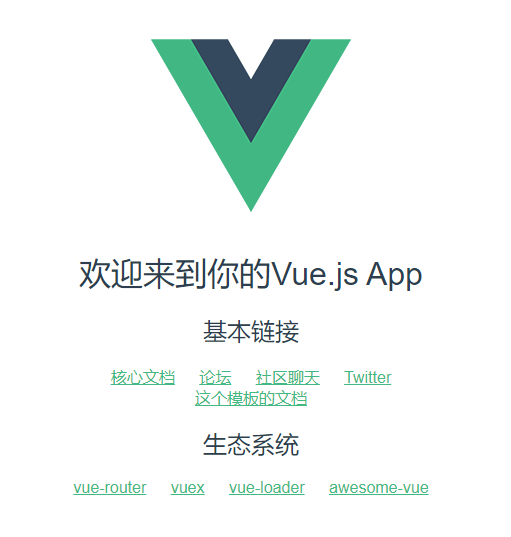 欢迎来到你的Vue.js App
基本链接
核心文档 论坛 社区聊天 Twitter
这个模板的文档
生态系统
vue-router vuex vue-loader awesome-vue